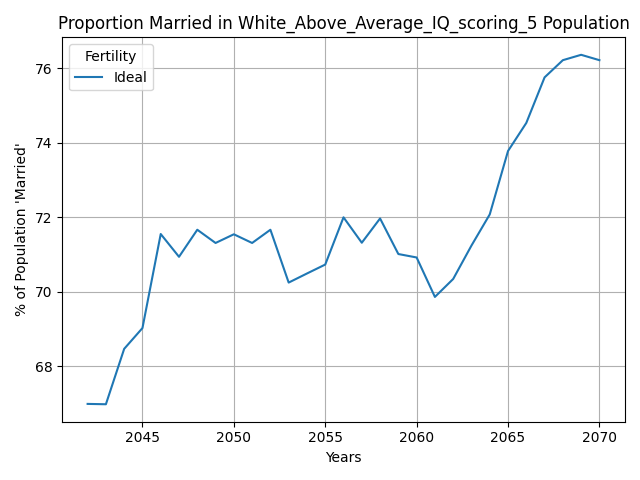 Proportion Married in White_Above_Average_IQ_scoring_5 Population
Fertility
Ideal
% of Population 'Married'
76
74
72
70
68
2045 2050 2055 2060 2065 2070
Years